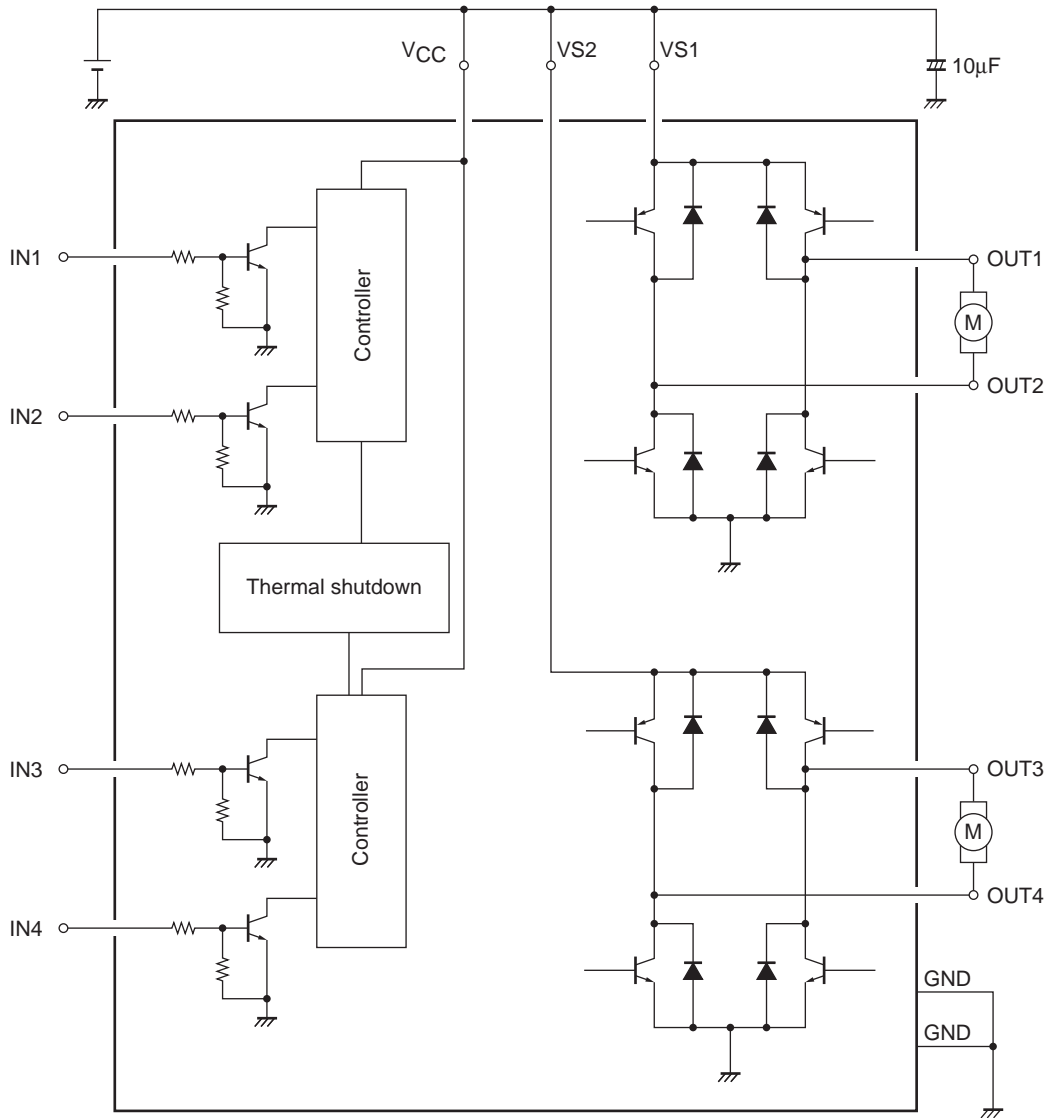 VCC
VS2
VS1
10μF
IN1
Controller
OUT1
M
OUT2
IN2
Thermal shutdown
IN3
Controller
OUT3
M
OUT4
IN4
GND
GND